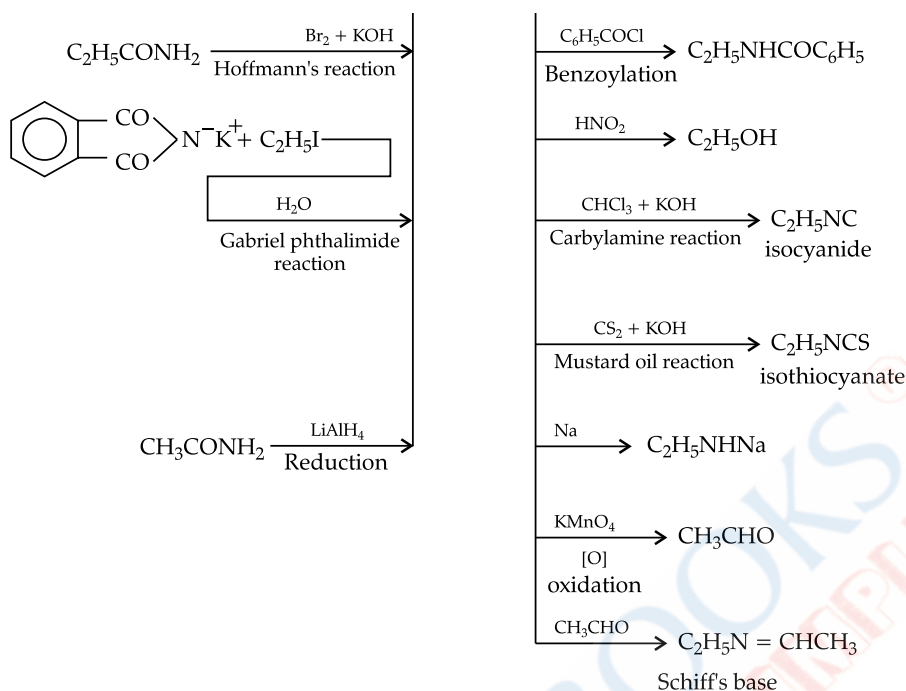 C₂H₅CONH₂ Br₂ + KOH
Hoffmann's reaction
CO
N⁻K⁺ + C₂H₅I
CO
H₂O
Gabriel phthalimide
reaction
CH₃CONH₂ LiAlH₄
Reduction
C₆H₅COCl
Benzoylation C₂H₅NHCOC₆H₅
HNO₂
C₂H₅OH
CHCl₃ + KOH
Carbylamine reaction C₂H₅NC
isocyanide
CS₂ + KOH
Mustard oil reaction C₂H₅NCS
isothiocyanate
Na
C₂H₅NHNa
KMnO₄
CH₃CHO
[O]
oxidation
CH₃CHO
C₂H₅N = CHCH₃
Schiff's base
BOOKS